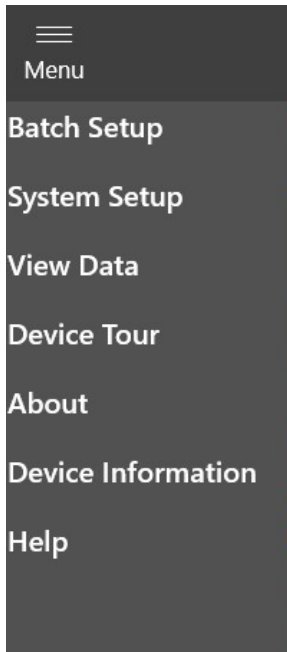 Menu
Batch Setup
System Setup
View Data
Device Tour
About
Device Information
Help